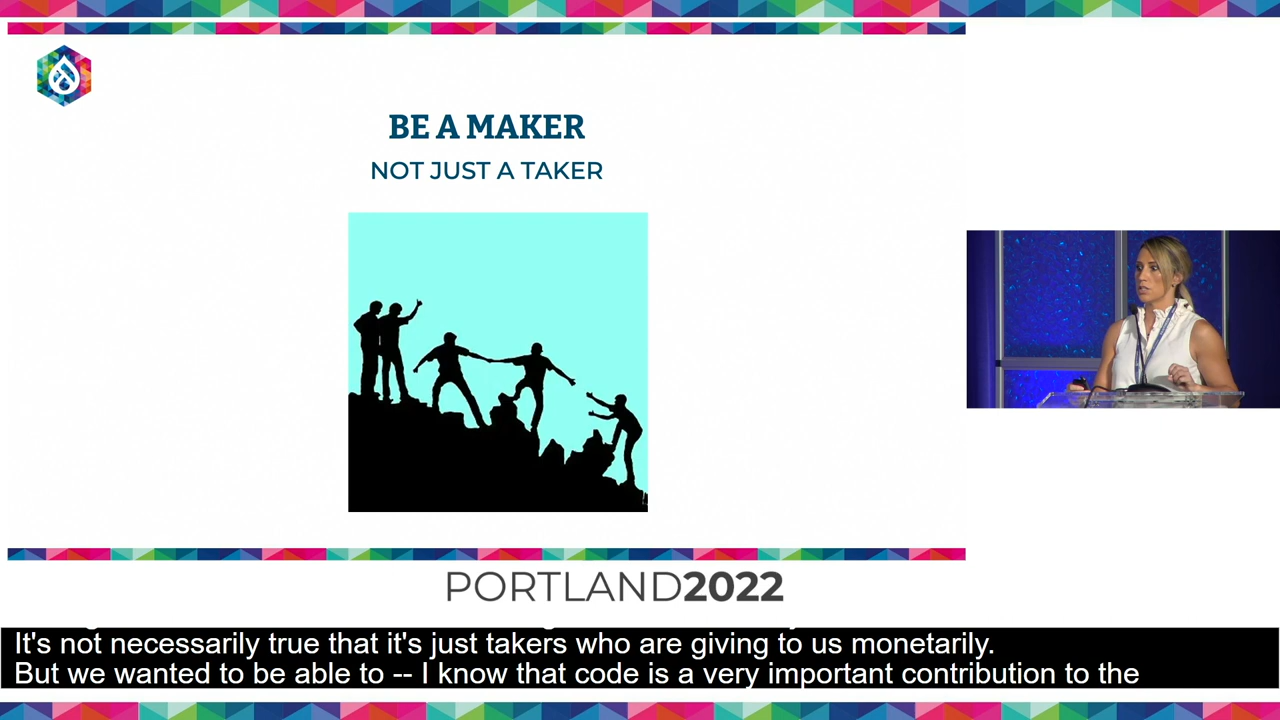 BE A MAKER
NOT JUST A TAKER
PORTLAND2022
It's not necessarily true that it's just takers who are giving to us monetarily.
But we wanted to be able to -- I know that code is a very important contribution to the